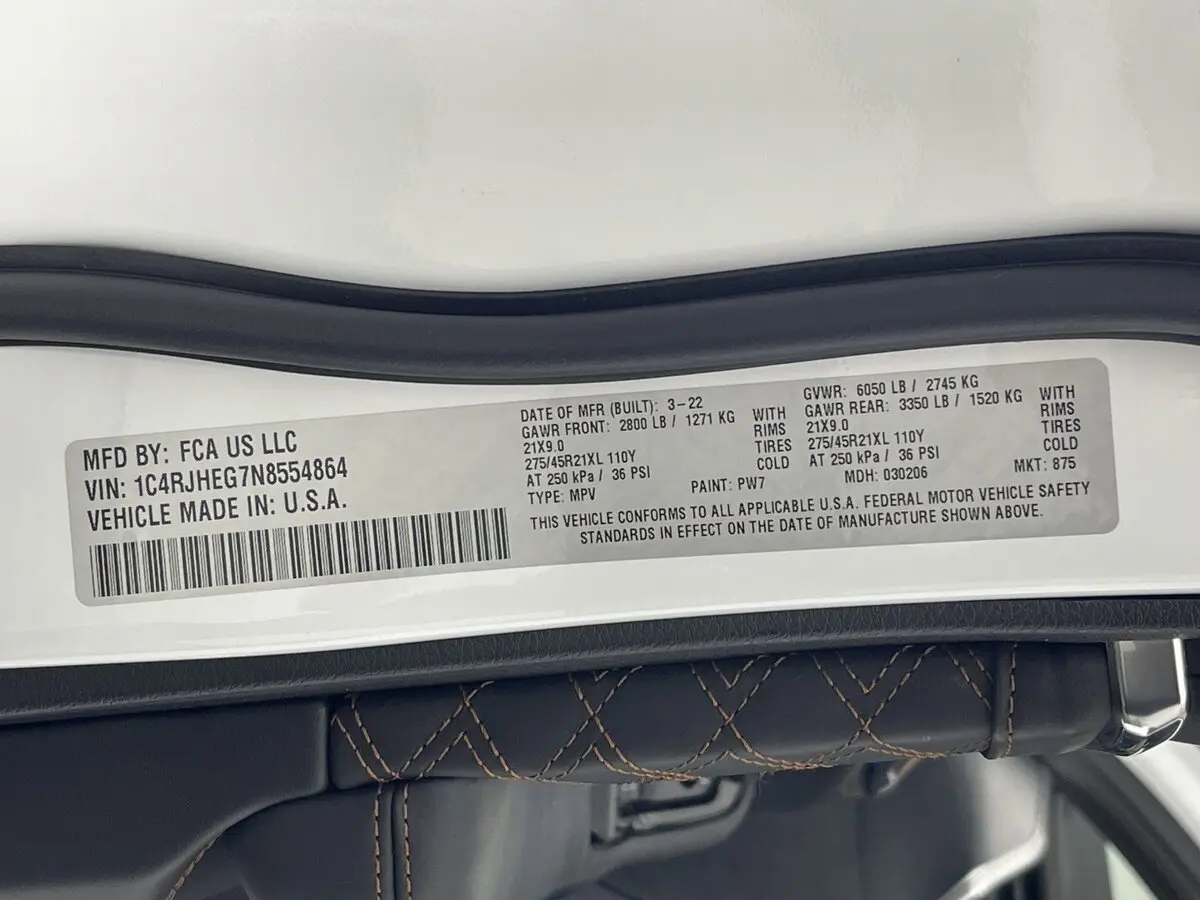 MFD BY: FCA US LLC
VIN: 1C4RJHEG7N8554864
VEHICLE MADE IN: U.S.A.
DATE OF MFR (BUILT): 3-22
GAWR FRONT: 2800 LB / 1271 KG WITH
21X9.0 RIMS
275/45R21XL 110Y TIRES
AT 250 kPa / 36 PSI COLD
TYPE: MPV PAINT: PW7
GVWR: 6050 LB / 2745 KG
GAWR REAR: 3350 LB / 1520 KG WITH
21X9.0 RIMS
275/45R21XL 110Y TIRES
AT 250 kPa / 36 PSI COLD
MDH: 030206 MKT: 875
THIS VEHICLE CONFORMS TO ALL APPLICABLE U.S.A. FEDERAL MOTOR VEHICLE SAFETY
STANDARDS IN EFFECT ON THE DATE OF MANUFACTURE SHOWN ABOVE.